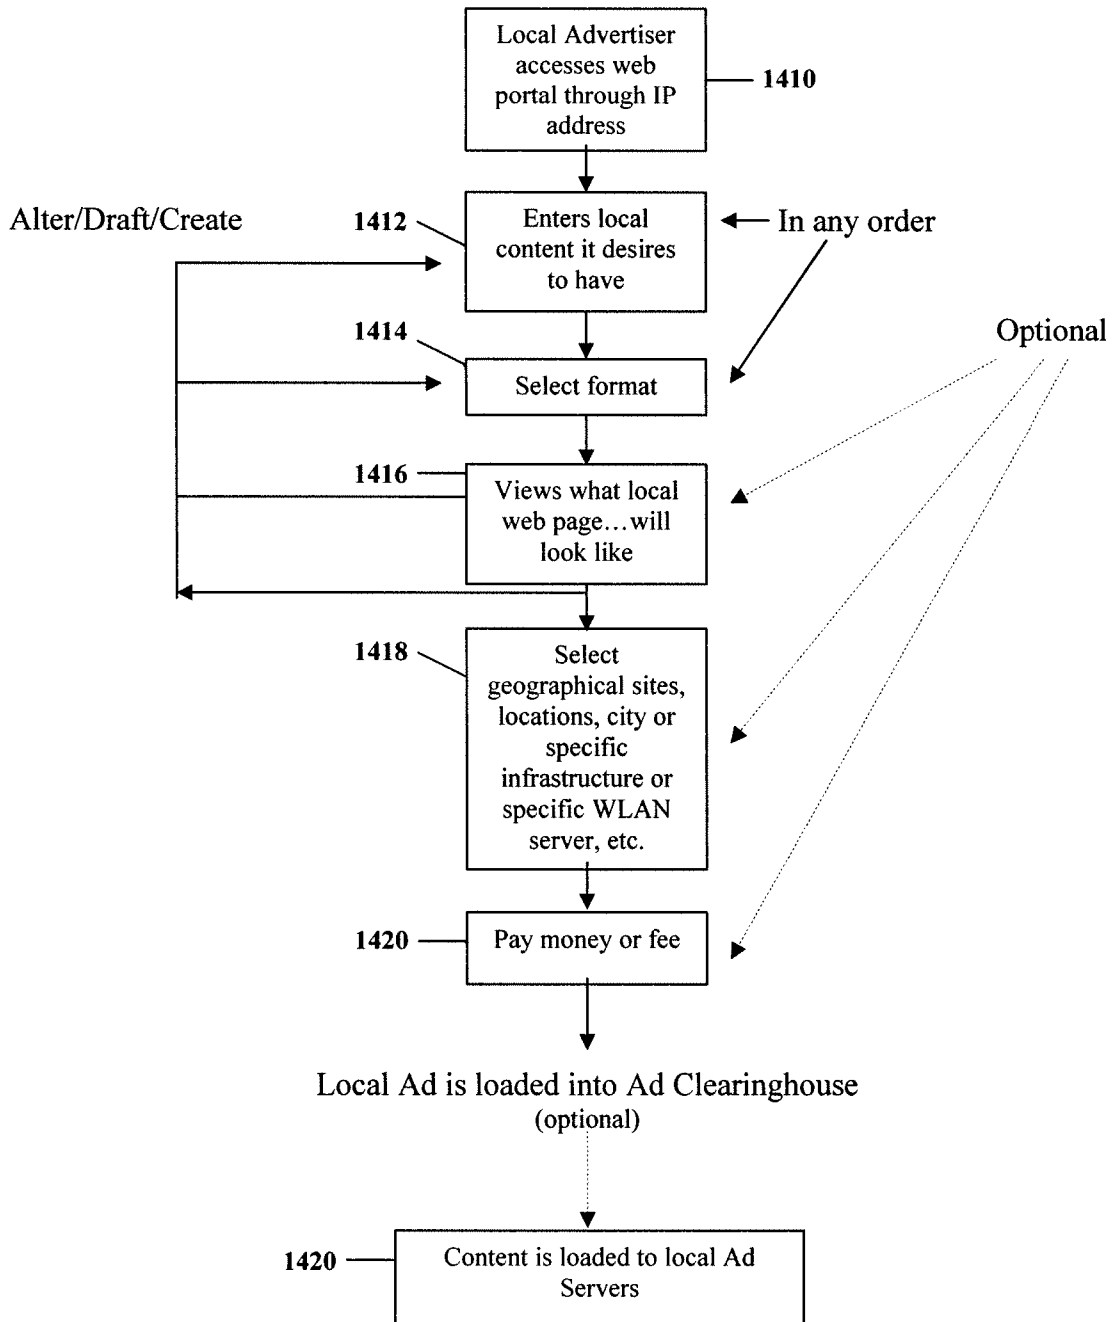 Local Advertiser
accesses web
portal through IP
address
1410
Alter/Draft/Create
1412
Enters local
content it desires
to have
In any order
1414
Select format
Optional
1416
Views what local
web page…will
look like
1418
Select
geographical sites,
locations, city or
specific
infrastructure or
specific WLAN
server, etc.
1420
Pay money or fee
Local Ad is loaded into Ad Clearinghouse
(optional)
1420
Content is loaded to local Ad
Servers